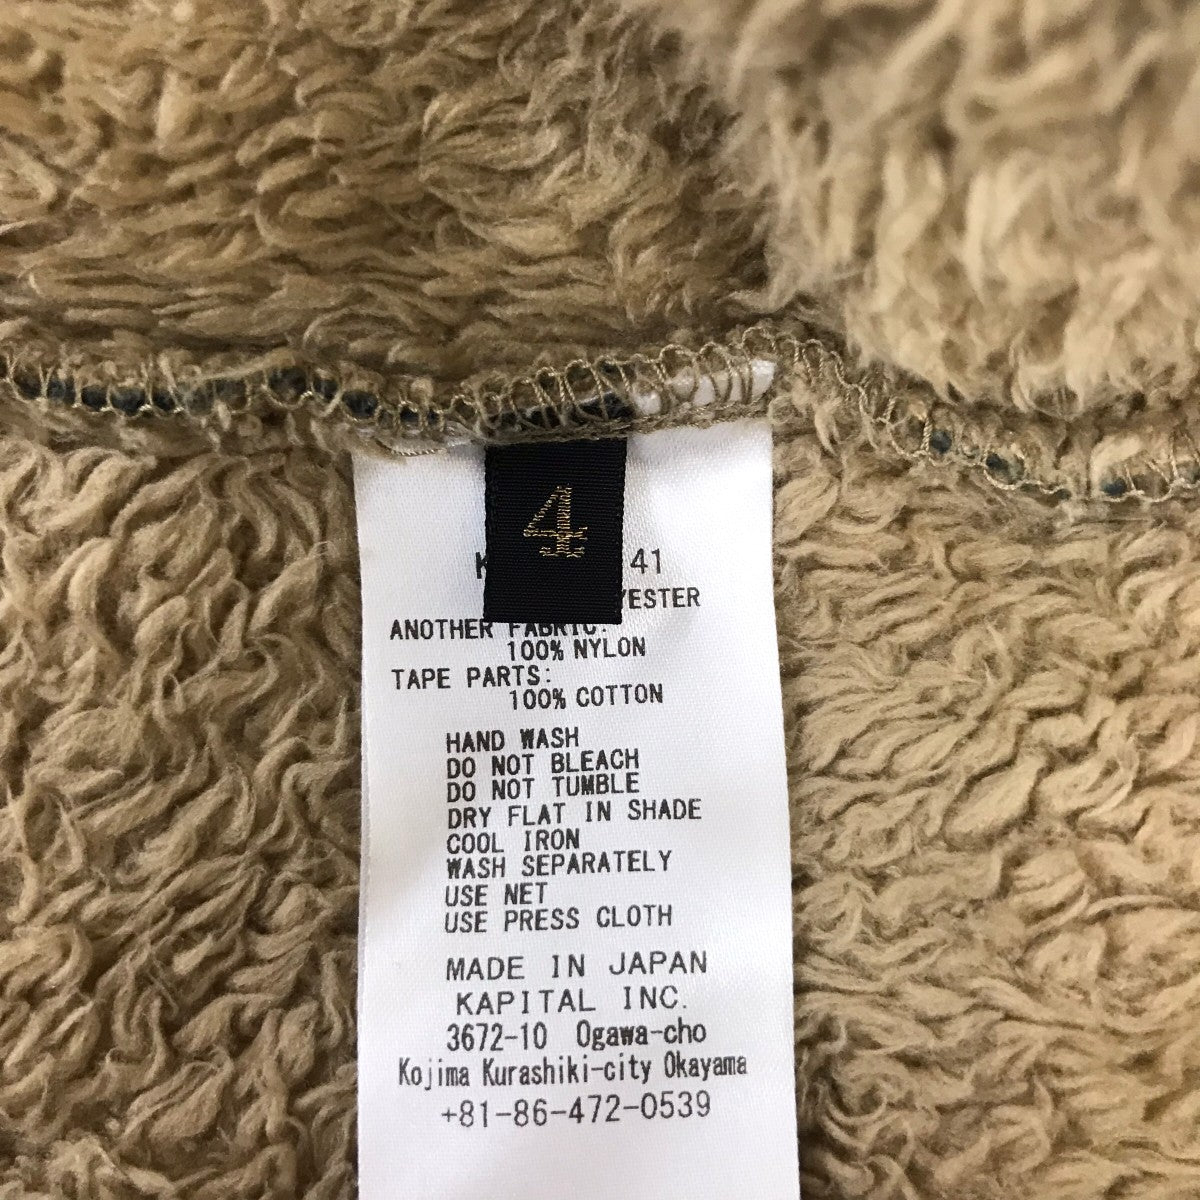 4
K 41
ANOTHER FABRIC:
100% NYLON
TAPE PARTS:
100% COTTON
HAND WASH
DO NOT BLEACH
DO NOT TUMBLE
DRY FLAT IN SHADE
COOL IRON
WASH SEPARATELY
USE NET
USE PRESS CLOTH
MADE IN JAPAN
KAPITAL INC.
3672-10 Ogawa-cho
Kojima Kurashiki-city Okayama
+81-86-472-0539